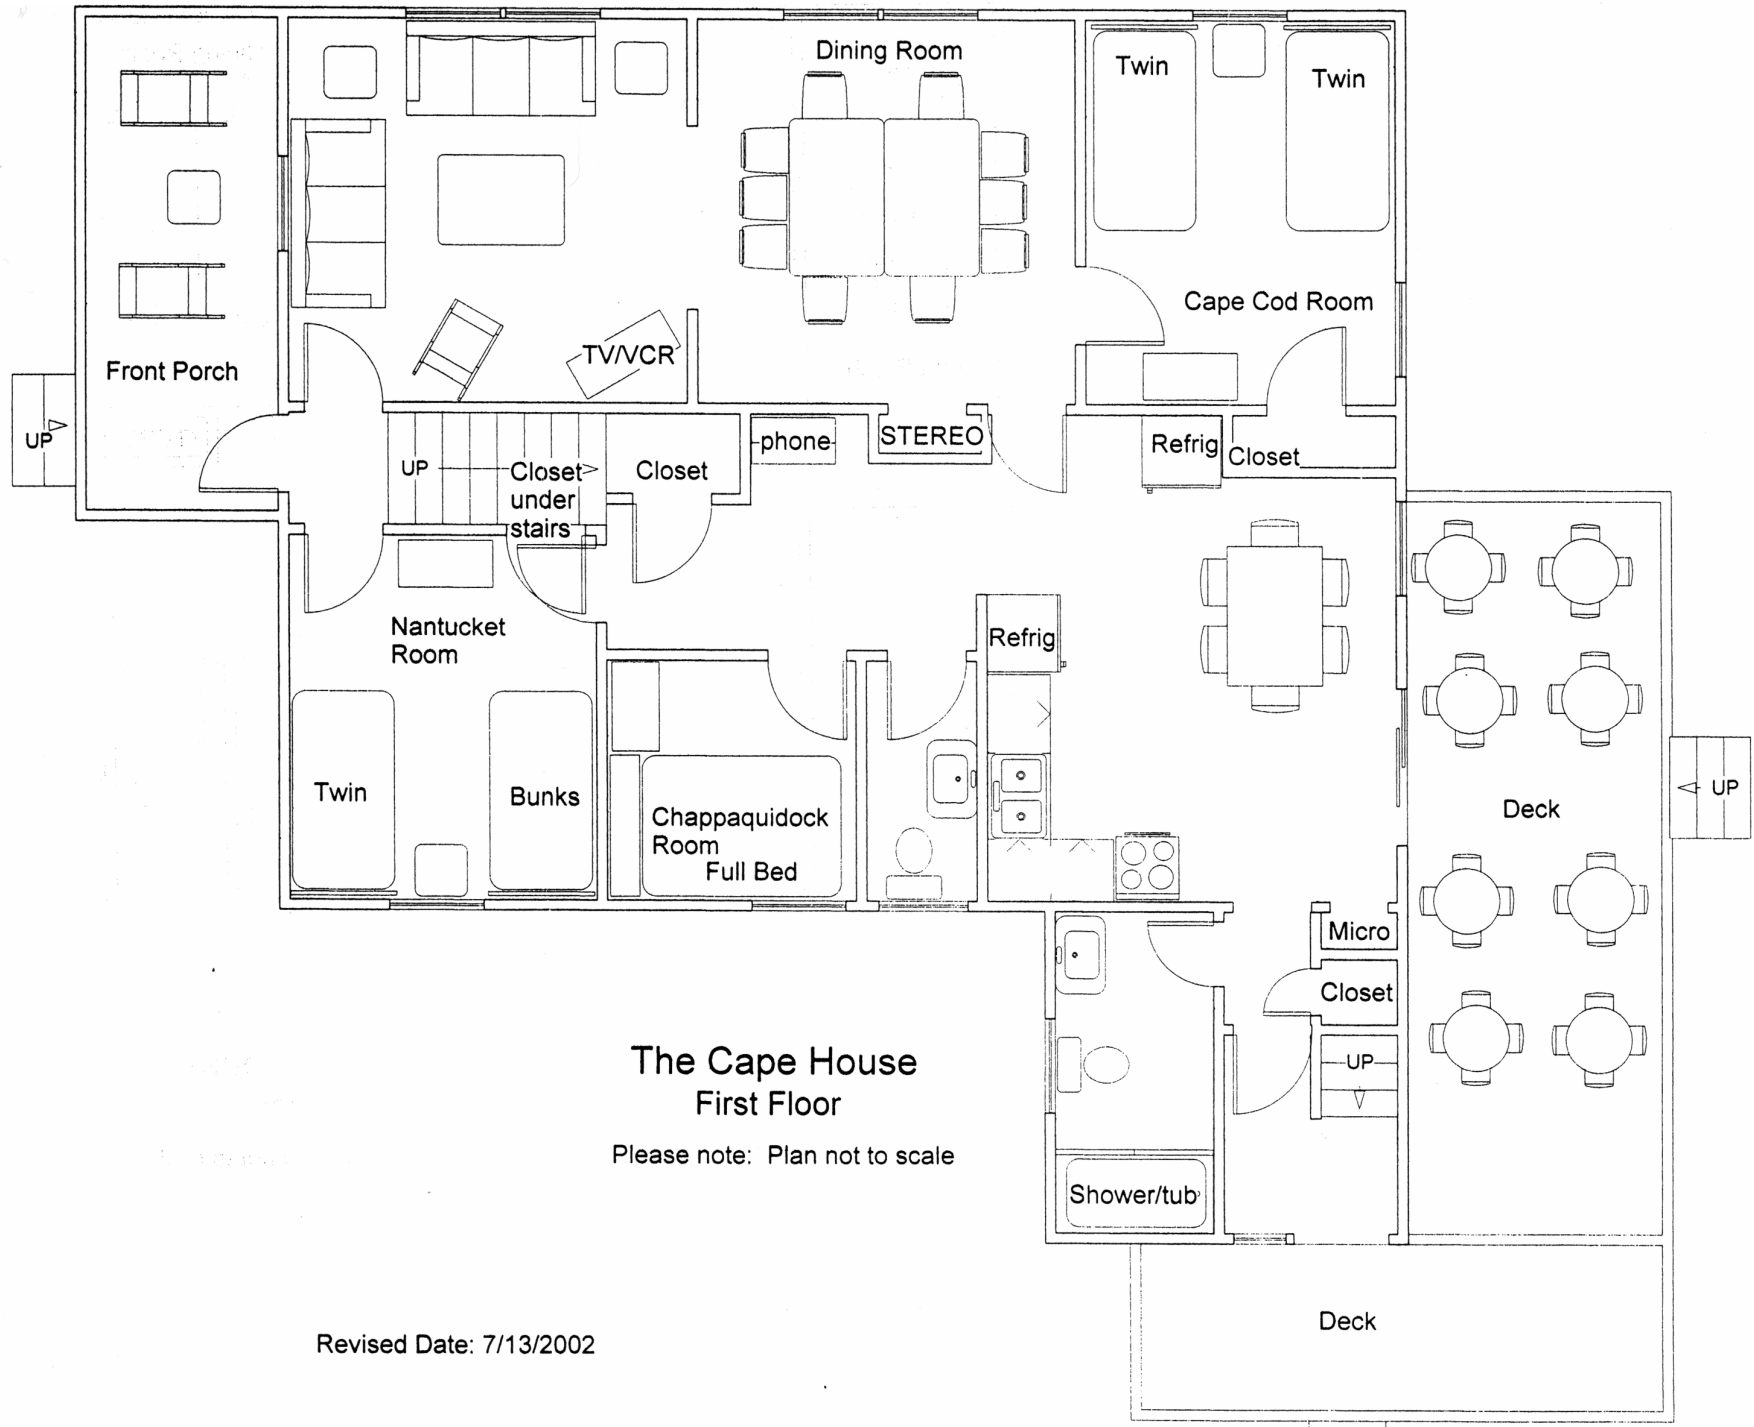 Dining Room
Twin
Twin
Cape Cod Room
TV/VCR
Front Porch
UP
UP
Closet
under
stairs
Closet
phone
STEREO
Refrig
Closet
Nantucket
Room
Refrig
Twin
Bunks
Chappaquidock
Room
Full Bed
Deck
UP
Micro
Closet
UP
Shower/tub
The Cape House
First Floor
Please note: Plan not to scale
Deck
Revised Date: 7/13/2002